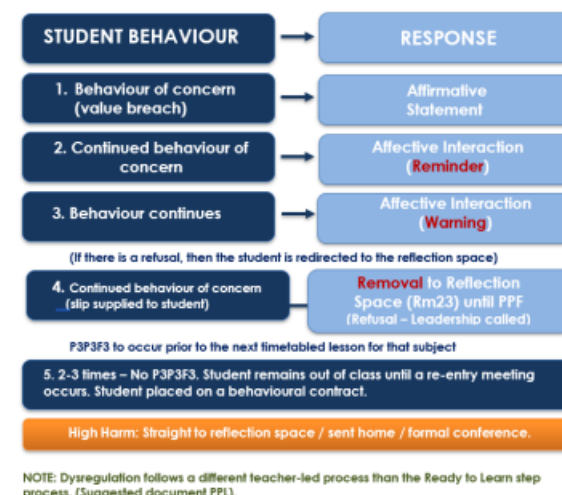 STUDENT BEHAVIOUR
RESPONSE
1. Behaviour of concern
(value breach)
Affirmative
Statement
2. Continued behaviour of
concern
Affective Interaction
(Reminder)
3. Behaviour continues
Affective Interaction
(Warning)
(If there is a refusal, then the student is redirected to the reflection space)
4. Continued behaviour of concern
(slip supplied to student)
Removal to Reflection
Space (Rm23) until PPF
(Refusal – Leadership called)
P3P3F3 to occur prior to the next timetabled lesson for that subject
5. 2-3 times – No P3P3F3. Student remains out of class until a re-entry meeting
occurs. Student placed on a behavioural contract.
High Harm: Straight to reflection space / sent home / formal conference.
NOTE: Dysregulation follows a different teacher-led process than the Ready to Learn step
process. (Suggested document PPL).